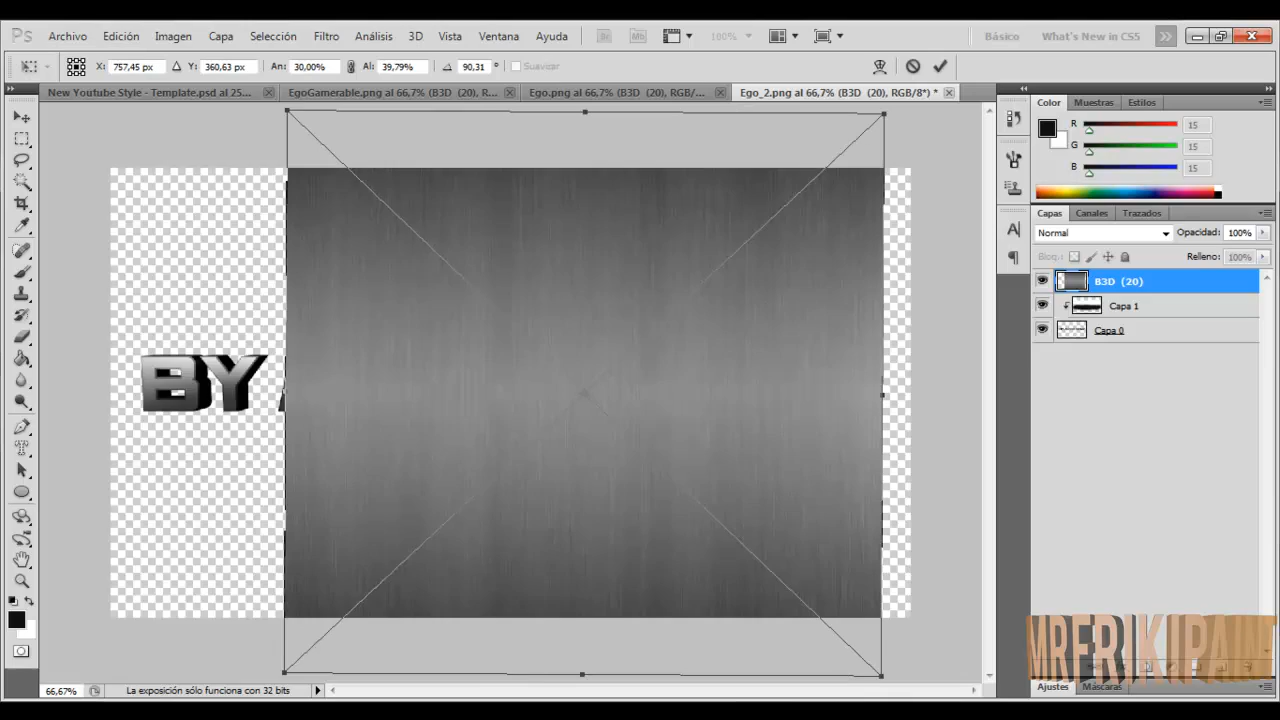 Ps Archivo Edición Imagen Capa Selección Filtro Análisis 3D Vista Ventana Ayuda Br Mb 100% Básico What's New in CS5
X: 757,45 px Y: 360,63 px An: 30,00% Al: 39,79% 90,31 ° Suavizar
New Youtube Style - Template.psd al 25... EgoGamerable.png al 66,7% (B3D (20), R... Ego.png al 66,7% (B3D (20), RGB/... Ego_2.png al 66,7% (B3D (20), RGB/8*) *
Color Muestras Estilos
R 15
G 15
B 15
Capas Canales Trazados
Normal Opacidad: 100%
Bloq.: Relleno: 100%
B3D (20)
Capa 1
Capa 0
BY
MRFRIKIPAINT
Ajustes Máscaras
66,67% La exposición sólo funciona con 32 bits